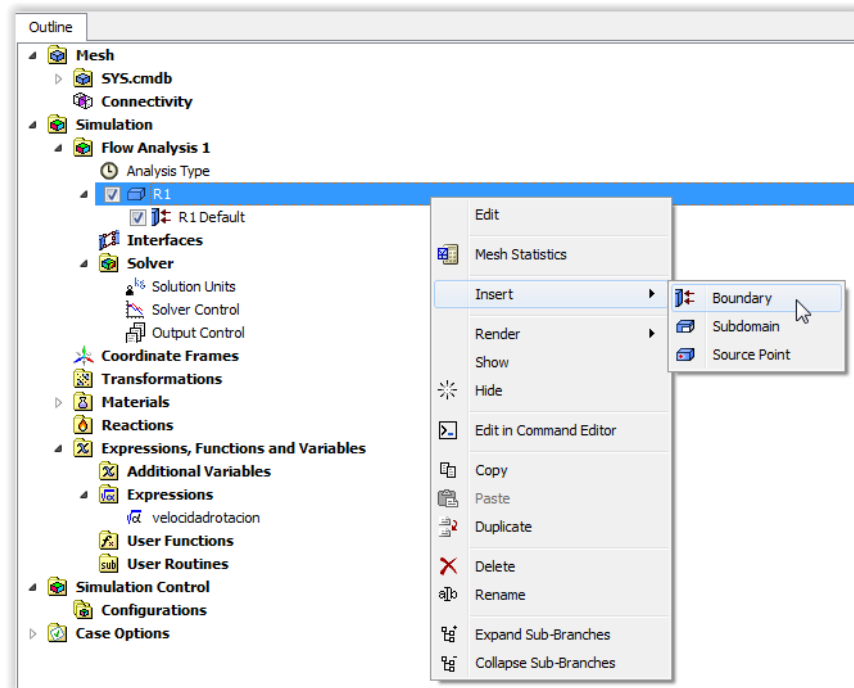 Outline
Mesh
SYS.cmdb
Connectivity
Simulation
Flow Analysis 1
Analysis Type
R1
R1 Default
Interfaces
Solver
Solution Units
Solver Control
Output Control
Coordinate Frames
Transformations
Materials
Reactions
Expressions, Functions and Variables
Additional Variables
Expressions
velocidadrotacion
User Functions
User Routines
Simulation Control
Configurations
Case Options
Edit
Mesh Statistics
Insert
Render
Show
Hide
Edit in Command Editor
Copy
Paste
Duplicate
Delete
Rename
Expand Sub-Branches
Collapse Sub-Branches
Boundary
Subdomain
Source Point